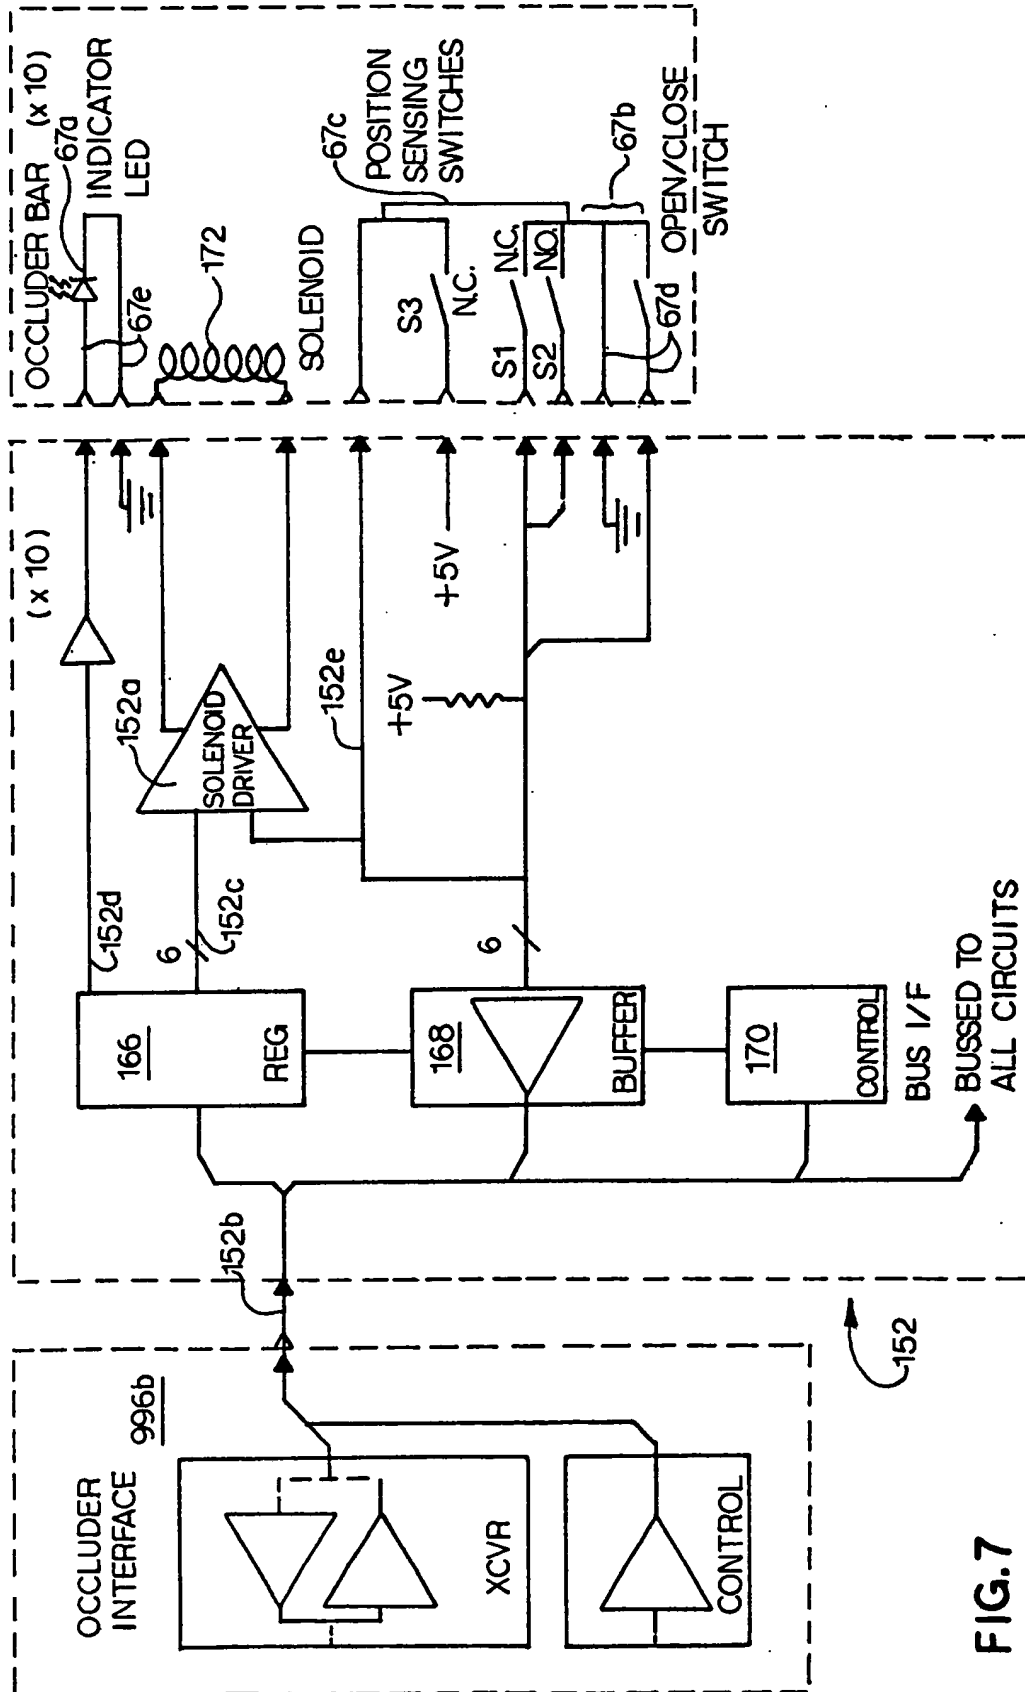 OCCLUDER
INTERFACE
996b
XCVR
CONTROL
152b
152
(x 10)
152d
152a
SOLENOID
DRIVER
6
152c
166
REG
152e
+5V
+5V
6
168
BUFFER
170
CONTROL
BUS I/F
BUSSED TO
ALL CIRCUITS
OCCLUDER BAR (x 10)
67a
INDICATOR
LED
67e
172
SOLENOID
67c
POSITION
SENSING
SWITCHES
S3
N.C.
S1
N.C.
S2
N.O.
67b
67d
OPEN/CLOSE
SWITCH
FIG. 7